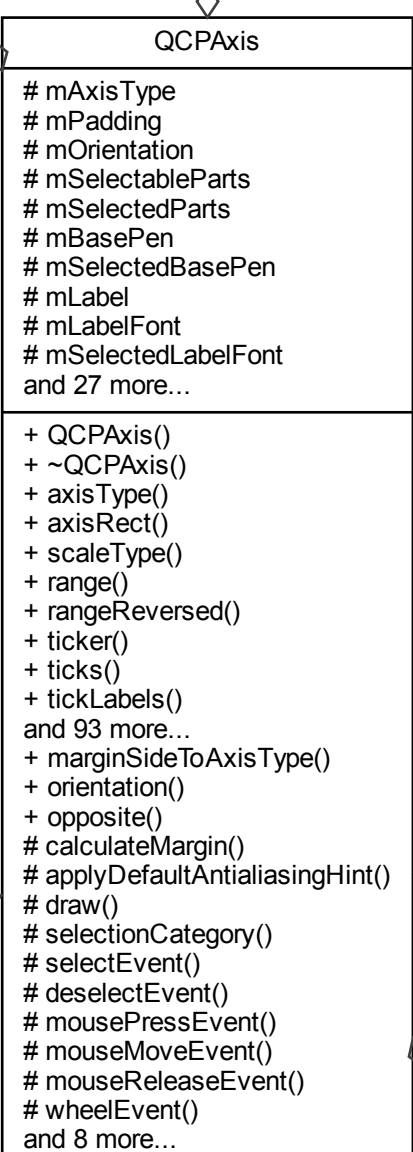 QCPAxis
# mAxisType
# mPadding
# mOrientation
# mSelectableParts
# mSelectedParts
# mBasePen
# mSelectedBasePen
# mLabel
# mLabelFont
# mSelectedLabelFont
and 27 more...
+ QCPAxis()
+ ~QCPAxis()
+ axisType()
+ axisRect()
+ scaleType()
+ range()
+ rangeReversed()
+ ticker()
+ ticks()
+ tickLabels()
and 93 more...
+ marginSideToAxisType()
+ orientation()
+ opposite()
# calculateMargin()
# applyDefaultAntialiasingHint()
# draw()
# selectionCategory()
# selectEvent()
# deselectEvent()
# mousePressEvent()
# mouseMoveEvent()
# mouseReleaseEvent()
# wheelEvent()
and 8 more...